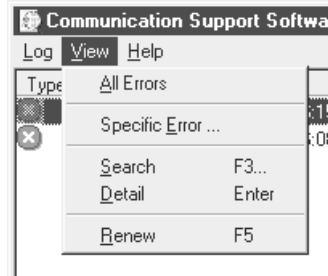 Communication Support Softwa
Log View Help
Type
All Errors
Specific Error ...
Search F3...
Detail Enter
Renew F5